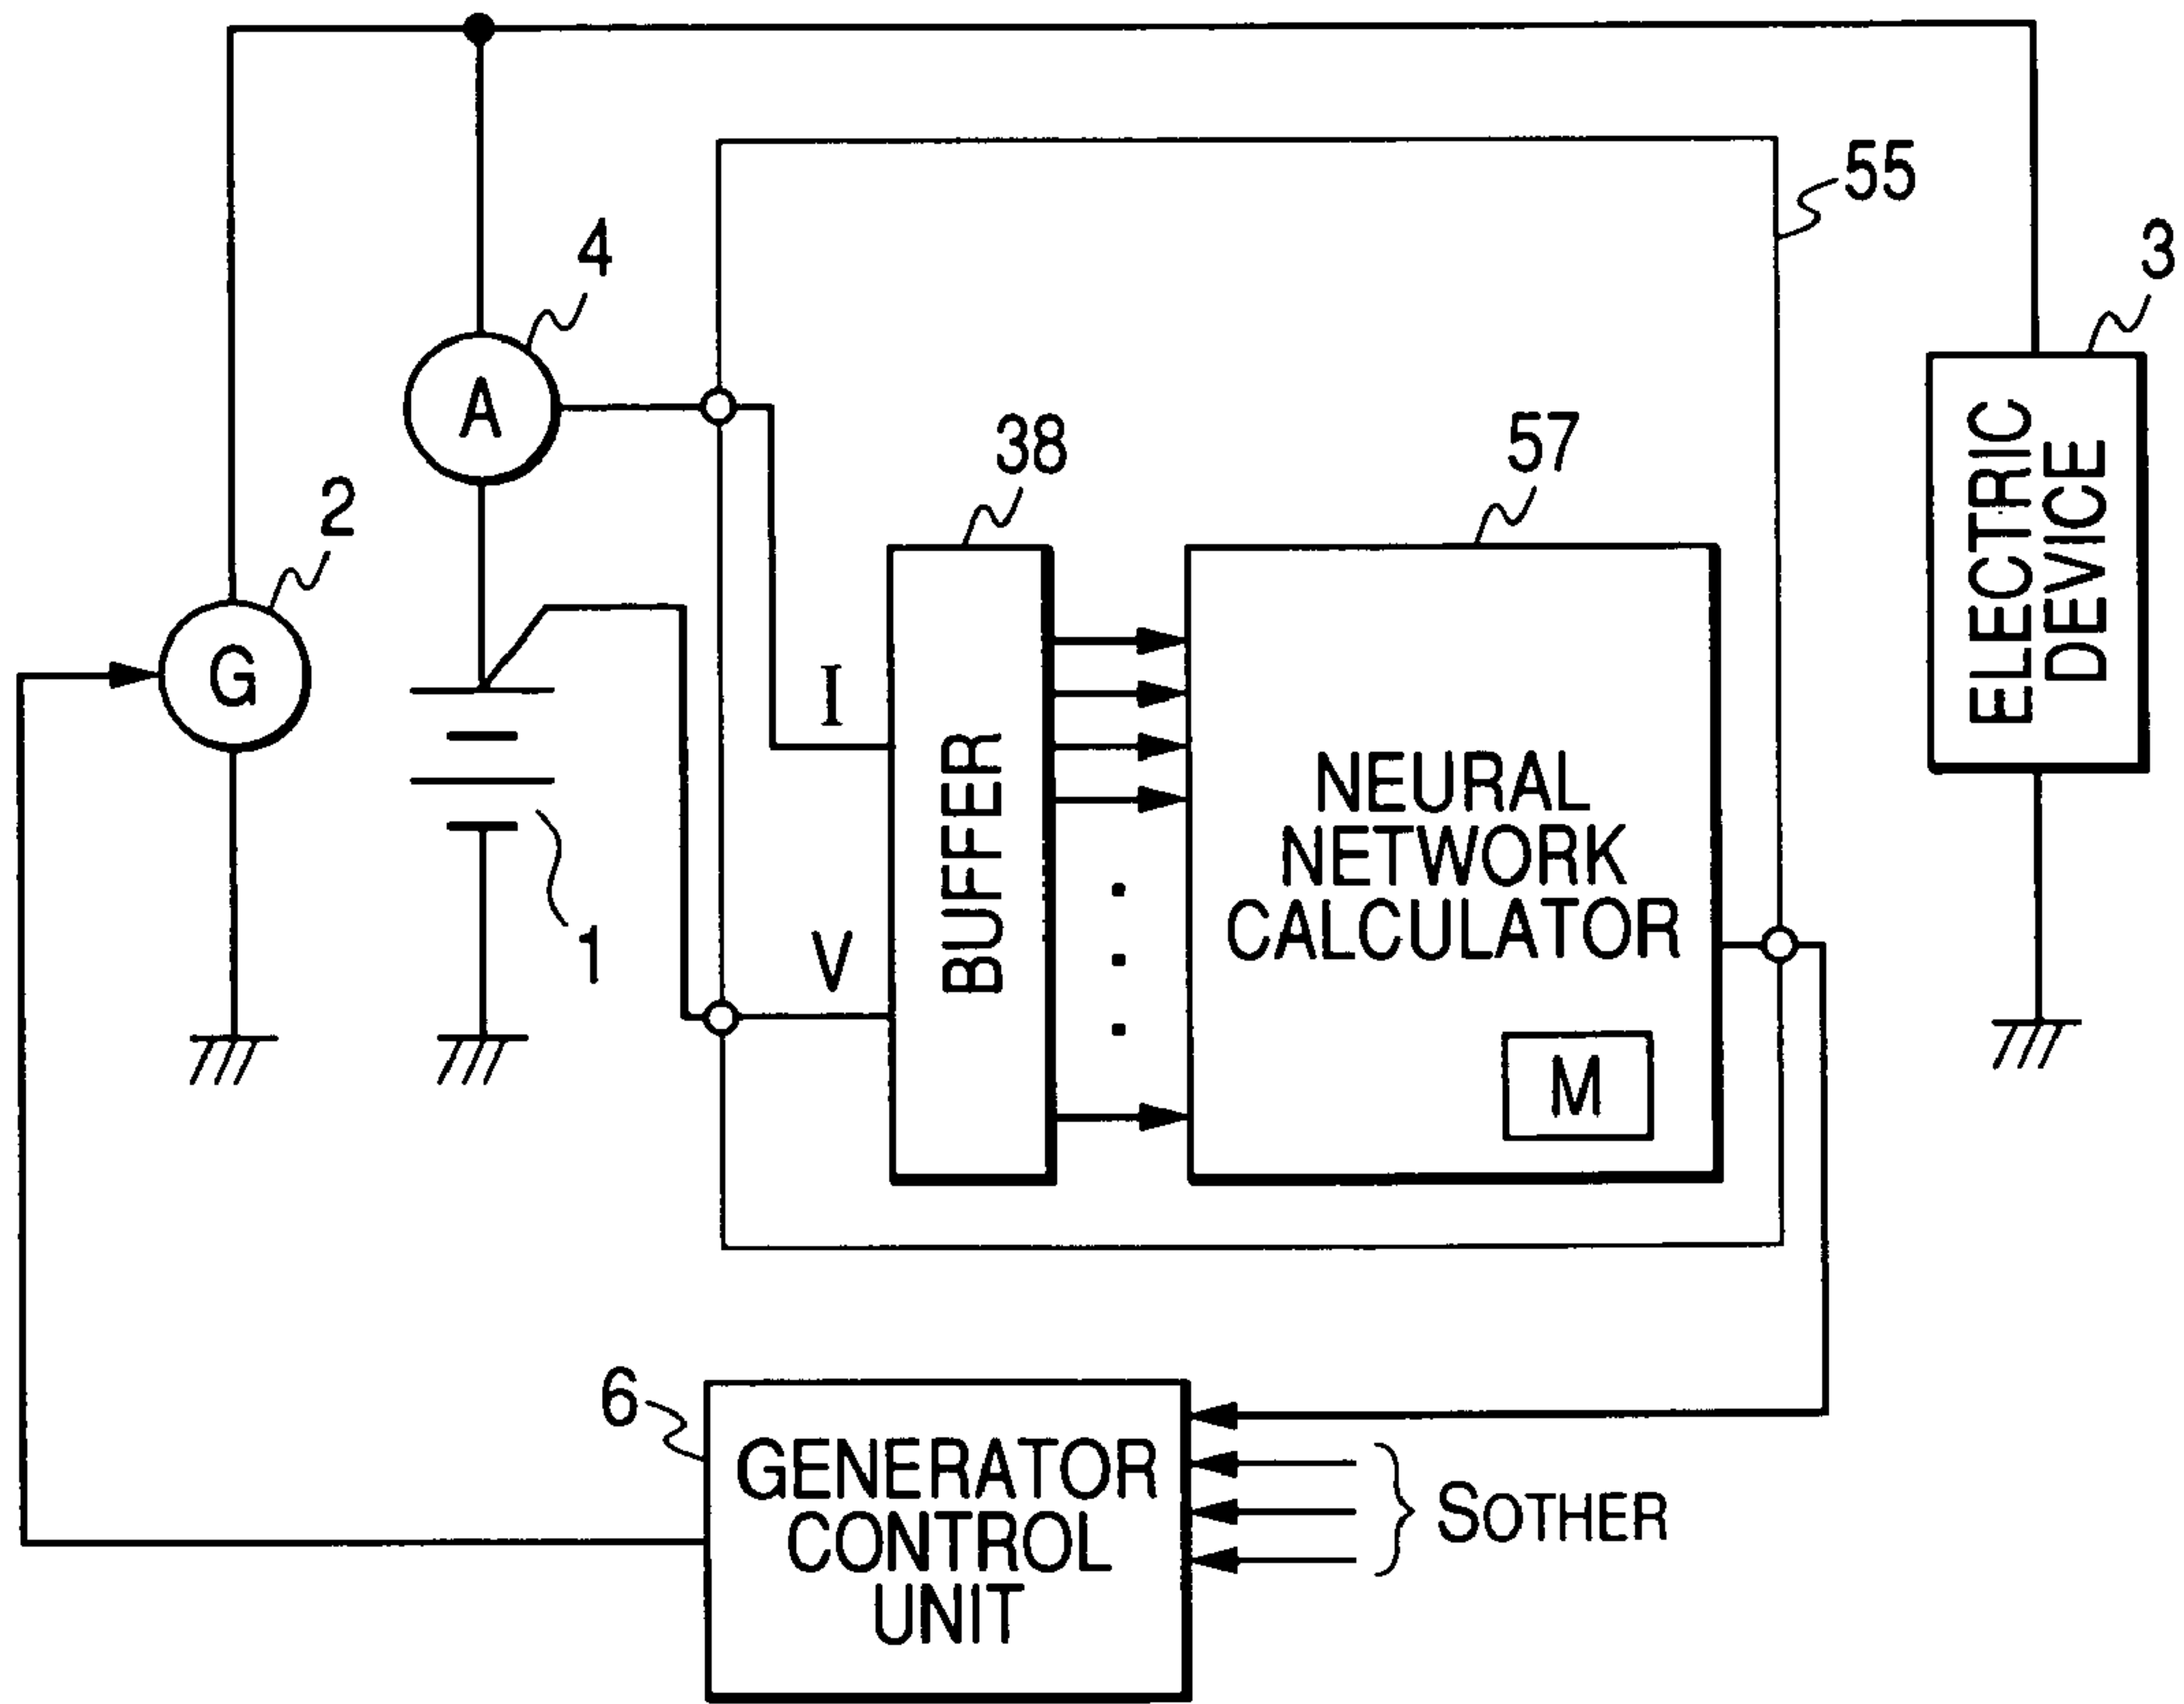 55
4
3
A
38
57
2
ELECTRIC
DEVICE
G
I
BUFFER
NEURAL
NETWORK
CALCULATOR
V
1
M
6
GENERATOR
CONTROL
UNIT
SOTHER